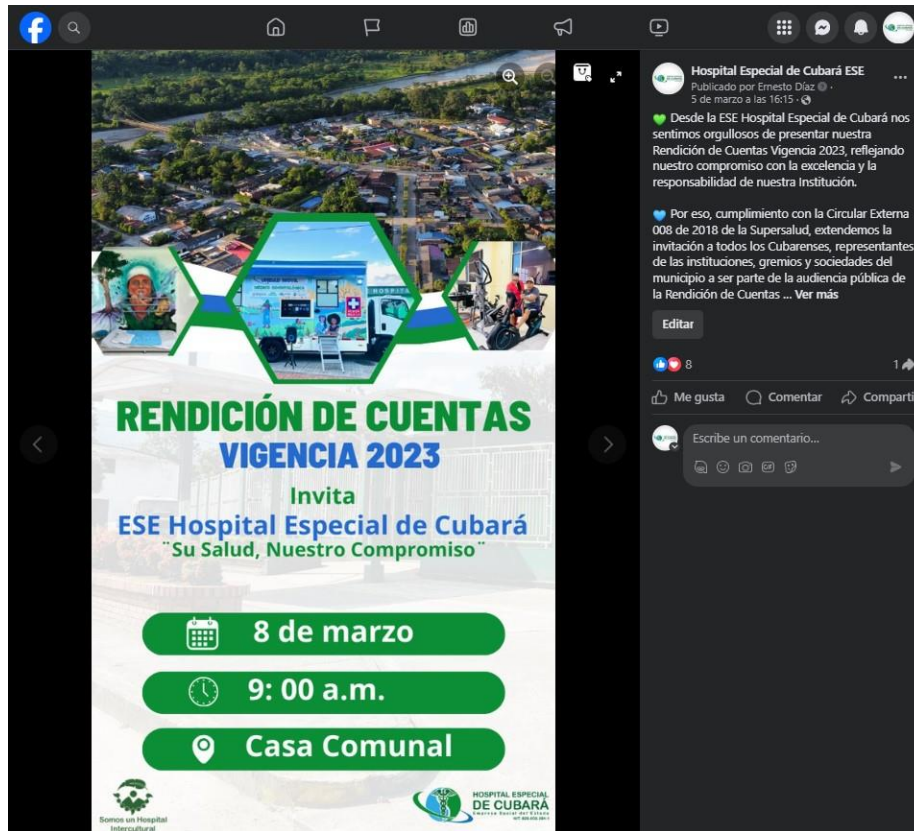 Hospital Especial de Cubará ESE
Publicado por Ernesto Díaz
5 de marzo a las 16:15
Desde la ESE Hospital Especial de Cubará nos
sentimos orgullosos de presentar nuestra
Rendición de Cuentas Vigencia 2023, reflejando
nuestro compromiso con la excelencia y la
responsabilidad de nuestra Institución.
Por eso, cumplimiento con la Circular Externa
008 de 2018 de la Supersalud, extendemos la
invitación a todos los Cubarenses, representantes
de las instituciones, gremios y sociedades del
municipio a ser parte de la audiencia pública de
la Rendición de Cuentas ... Ver más
Editar
8
1
Me gusta
Comentar
Comparti
Escribe un comentario...
GIF
HOSPITA
RENDICIÓN DE CUENTAS
VIGENCIA 2023
Invita
ESE Hospital Especial de Cubará
¨Su Salud, Nuestro Compromiso¨
8 de marzo
9: 00 a.m.
Casa Comunal
Somos un Hospital
Intercultural
HOSPITAL ESPECIAL
DE CUBARÁ
Empresa Social del Estado